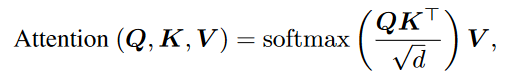 Attention (Q, K, V) = softmax (QK⊤ / √d) V,